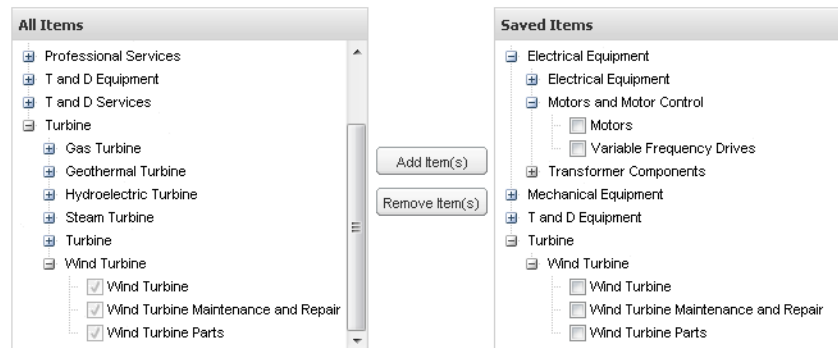 All Items
Professional Services
T and D Equipment
T and D Services
Turbine
Gas Turbine
Geothermal Turbine
Hydroelectric Turbine
Steam Turbine
Turbine
Wind Turbine
Wind Turbine
Wind Turbine Maintenance and Repair
Wind Turbine Parts
Add Item(s)
Remove Item(s)
Saved Items
Electrical Equipment
Electrical Equipment
Motors and Motor Control
Motors
Variable Frequency Drives
Transformer Components
Mechanical Equipment
T and D Equipment
Turbine
Wind Turbine
Wind Turbine
Wind Turbine Maintenance and Repair
Wind Turbine Parts